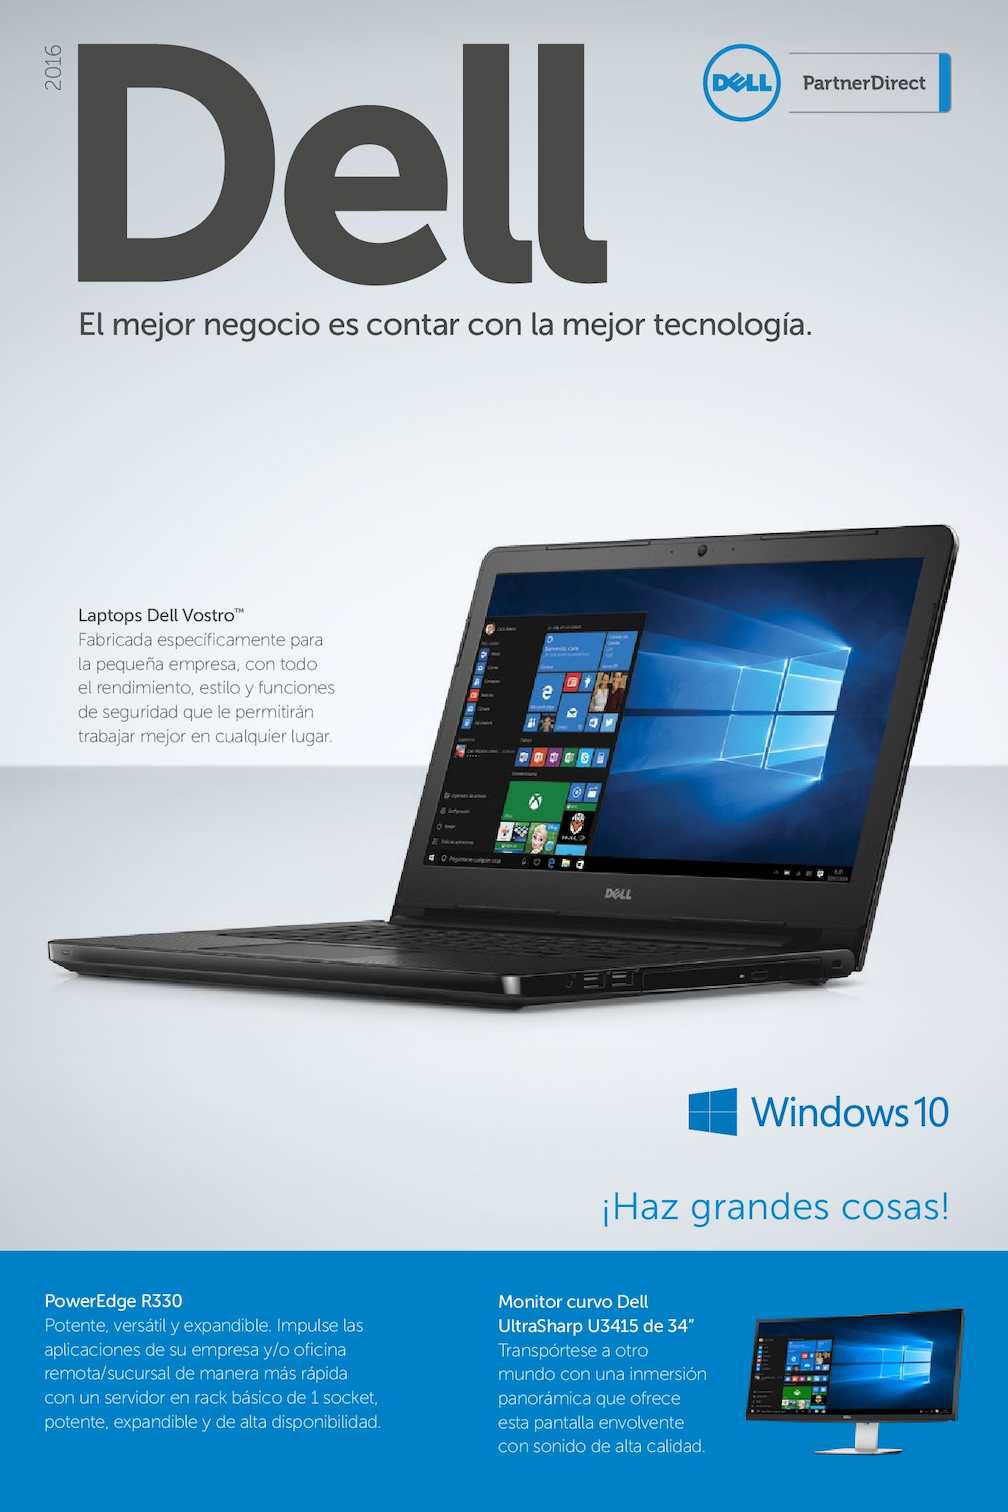 2016
Dell
DELL
PartnerDirect
El mejor negocio es contar con la mejor tecnología.
Laptops Dell Vostro™
Fabricada específicamente para
la pequeña empresa, con todo
el rendimiento, estilo y funciones
de seguridad que le permitirán
trabajar mejor en cualquier lugar.
DELL
Windows 10
¡Haz grandes cosas!
PowerEdge R330
Potente, versátil y expandible. Impulse las
aplicaciones de su empresa y/o oficina
remota/sucursal de manera más rápida
con un servidor en rack básico de 1 socket,
potente, expandible y de alta disponibilidad.
Monitor curvo Dell
UltraSharp U3415 de 34”
Transpórtese a otro
mundo con una inmersión
panorámica que ofrece
esta pantalla envolvente
con sonido de alta calidad.